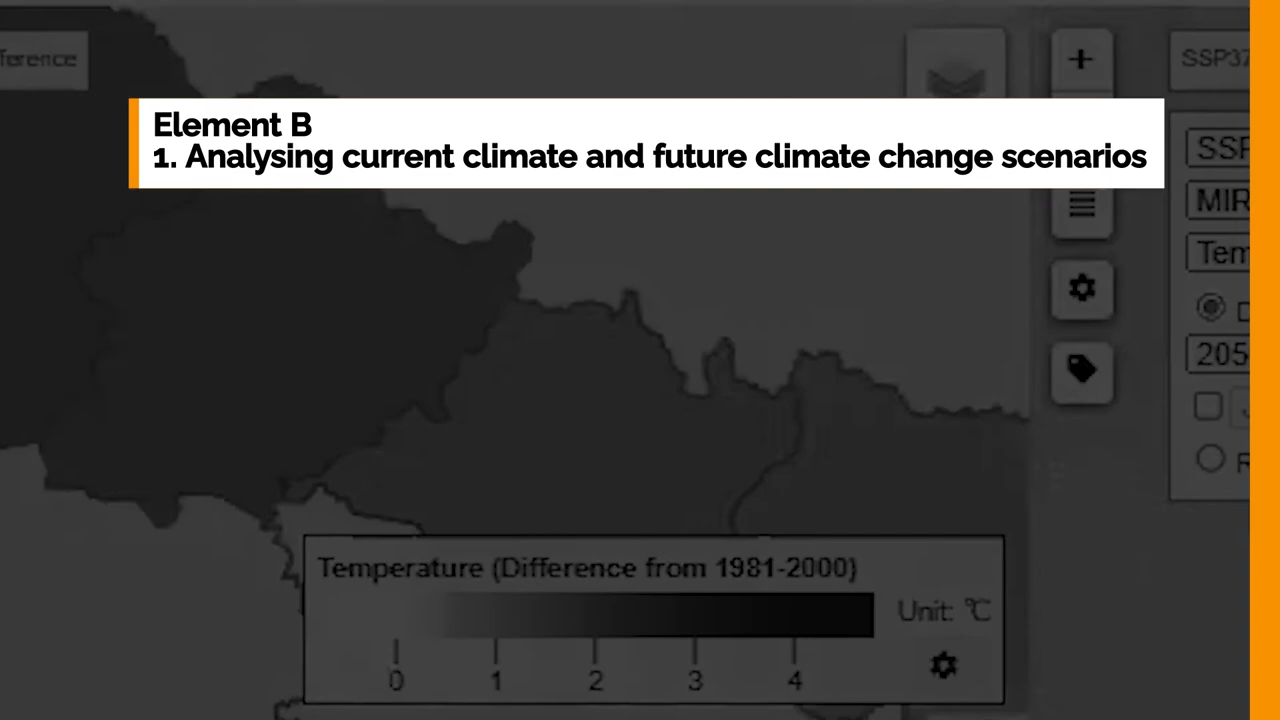 Element B
1. Analysing current climate and future climate change scenarios
Temperature (Difference from 1981-2000)
Unit: ℃
0 1 2 3 4